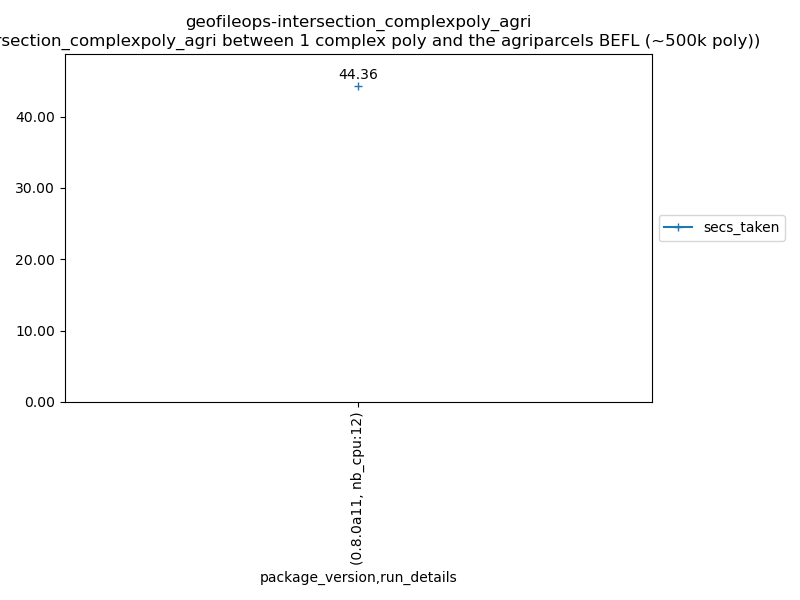 geofileops-intersection_complexpoly_agri
rsection_complexpoly_agri between 1 complex poly and the agriparcels BEFL (~500k poly))
44.36
40.00
30.00
20.00
10.00
0.00
secs_taken
(0.8.0a11, nb_cpu:12)
package_version,run_details